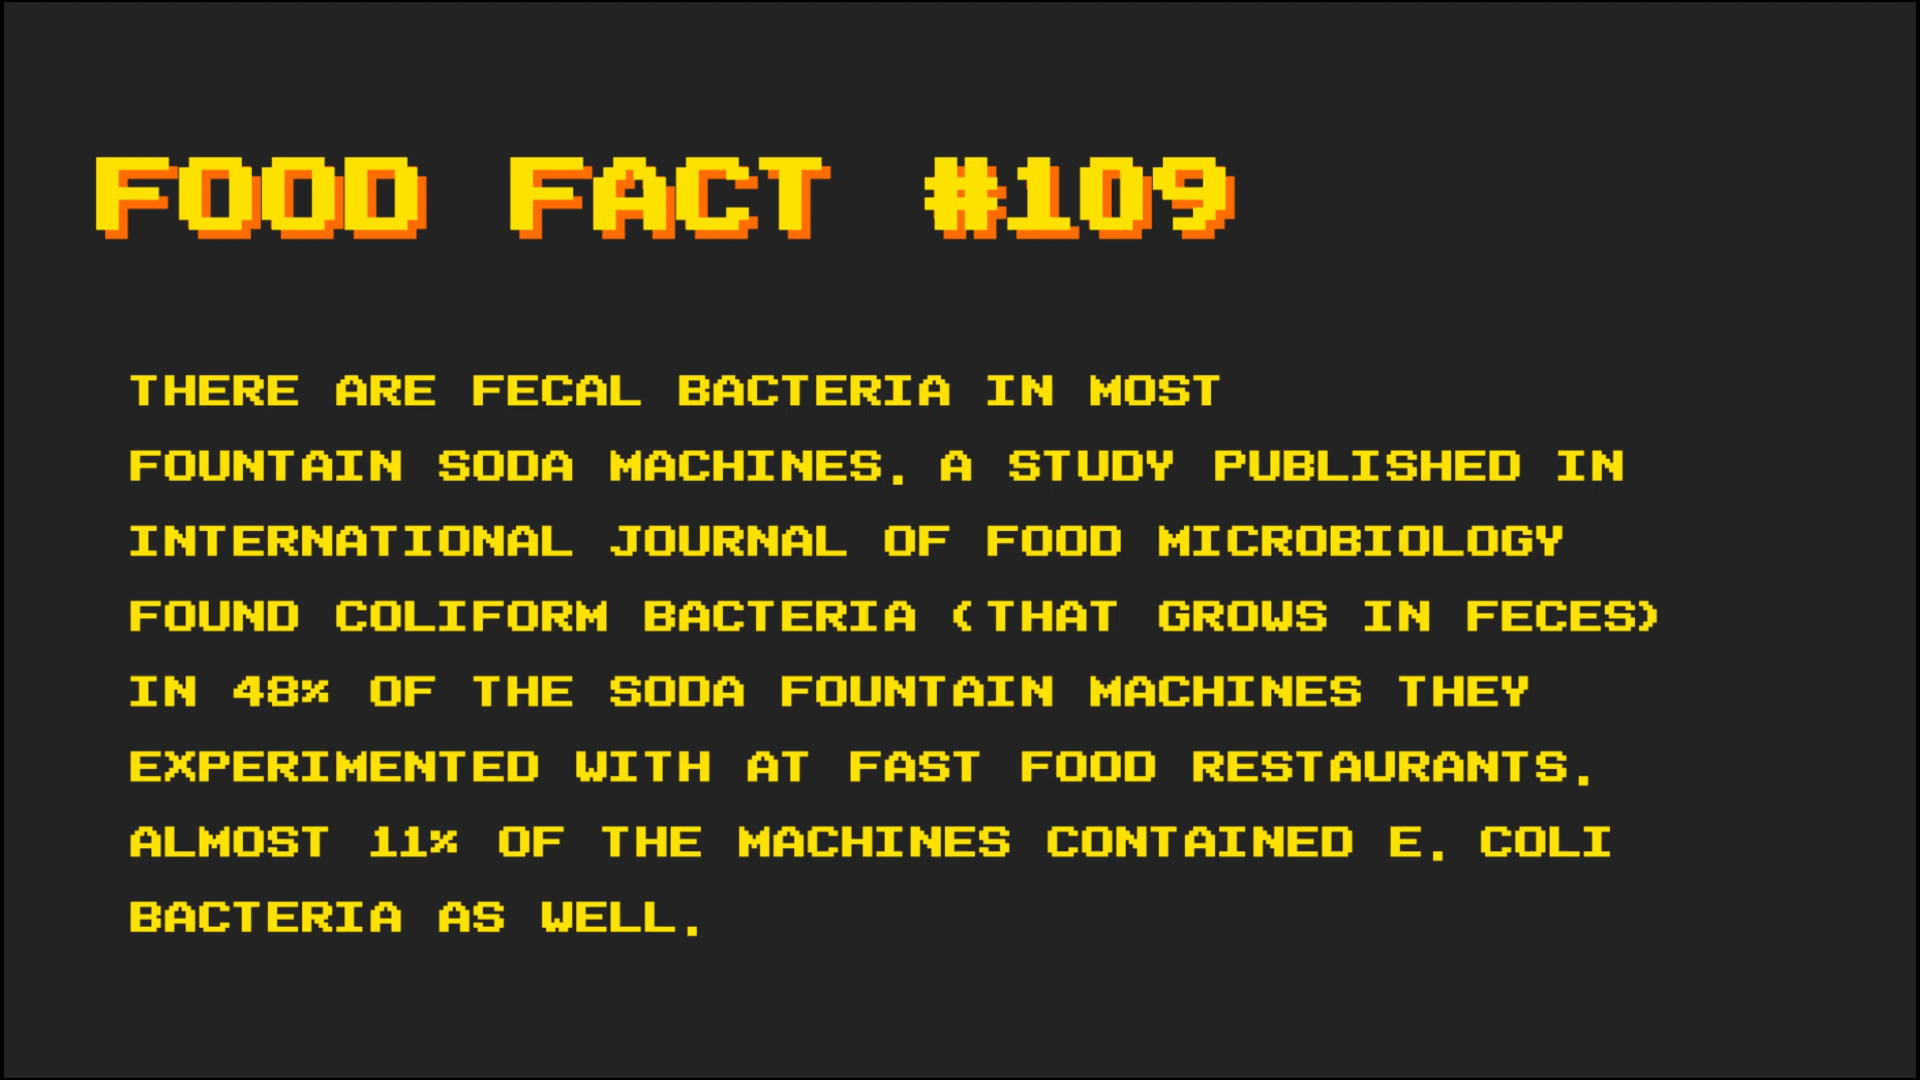 FOOD FACT #109
THERE ARE FECAL BACTERIA IN MOST
FOUNTAIN SODA MACHINES. A STUDY PUBLISHED IN
INTERNATIONAL JOURNAL OF FOOD MICROBIOLOGY
FOUND COLIFORM BACTERIA (THAT GROWS IN FECES)
IN 48% OF THE SODA FOUNTAIN MACHINES THEY
EXPERIMENTED WITH AT FAST FOOD RESTAURANTS.
ALMOST 11% OF THE MACHINES CONTAINED E. COLI
BACTERIA AS WELL.